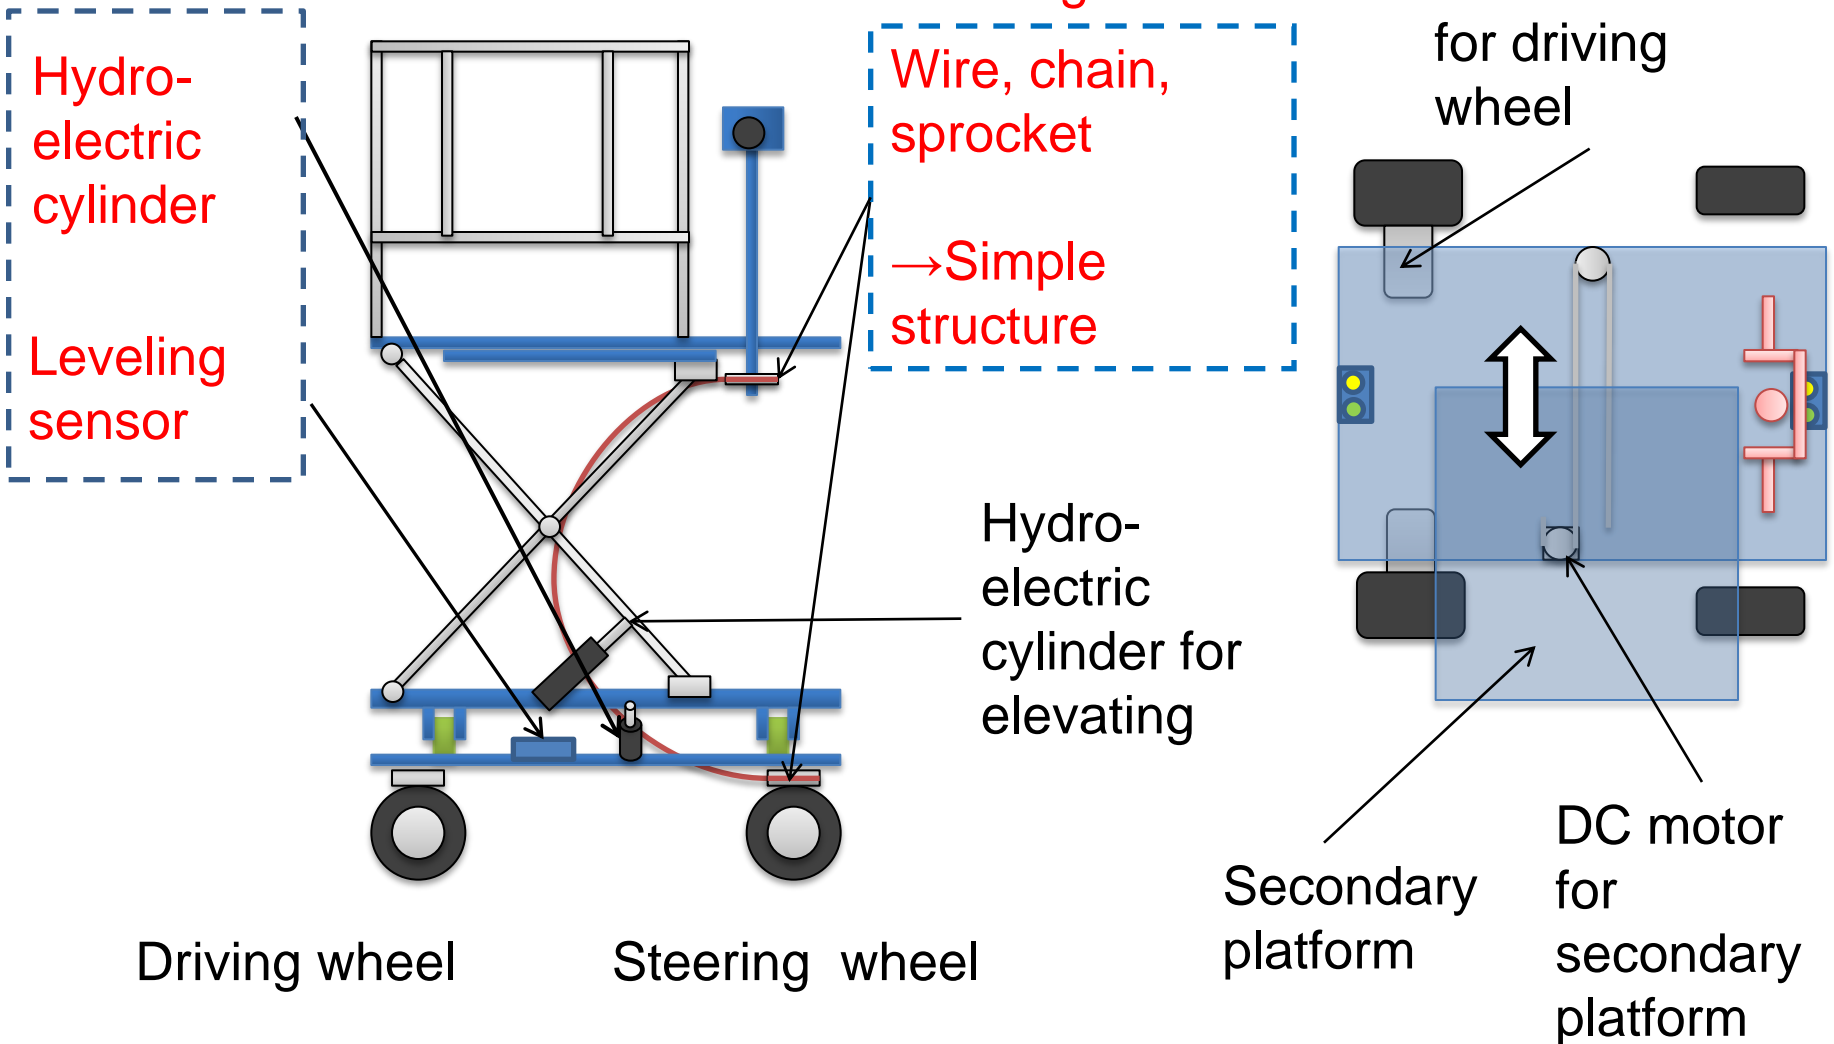 Hydro-
electric
cylinder
Leveling
sensor
Wire, chain,
sprocket
→Simple
structure
for driving
wheel
Hydro-
electric
cylinder for
elevating
Secondary
platform
DC motor
for
secondary
platform
Driving wheel
Steering wheel